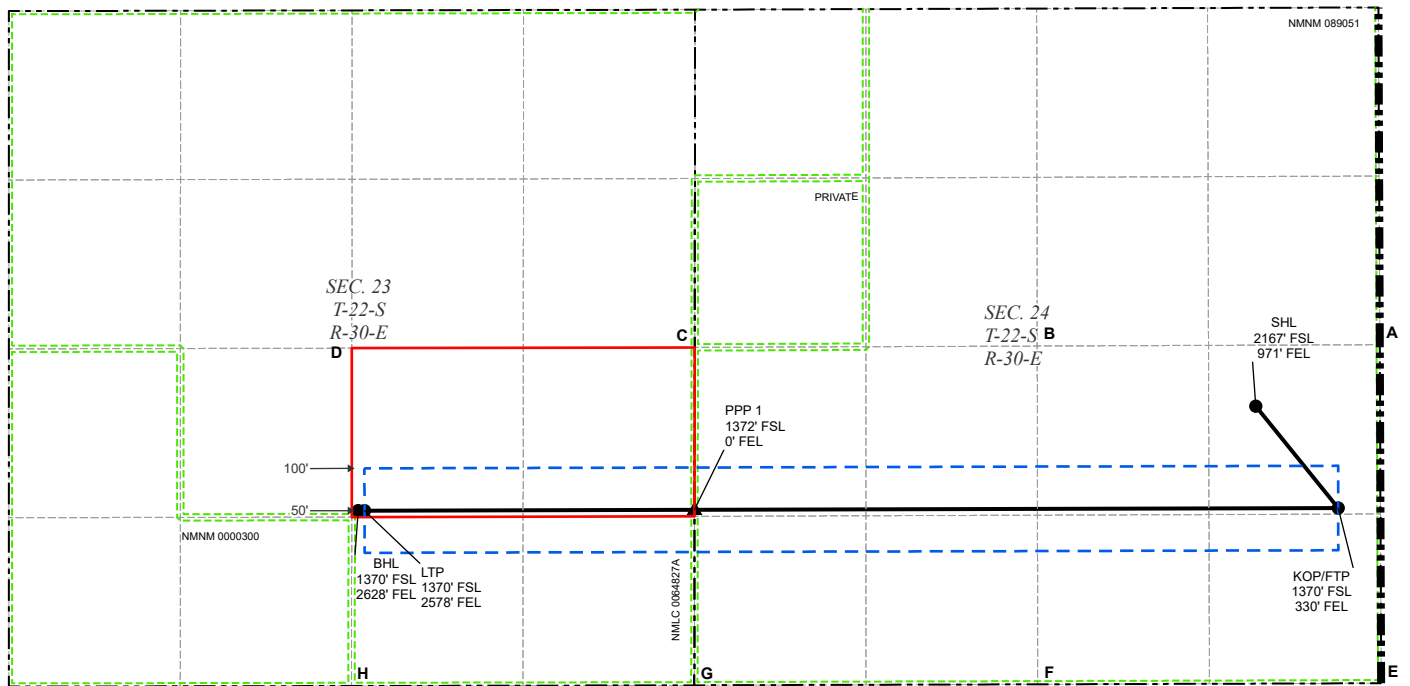 NMNM 089051
PRIVATE
SEC. 23
T-22-S
R-30-E
SEC. 24
T-22-S
R-30-E
D
C
B
A
SHL
2167' FSL
971' FEL
PPP 1
1372' FSL
0' FEL
100'
50'
NMNM 0000300
BHL
1370' FSL
2628' FEL
LTP
1370' FSL
2578' FEL
NMLC 0064827A
KOP/FTP
1370' FSL
330' FEL
H
G
F
E